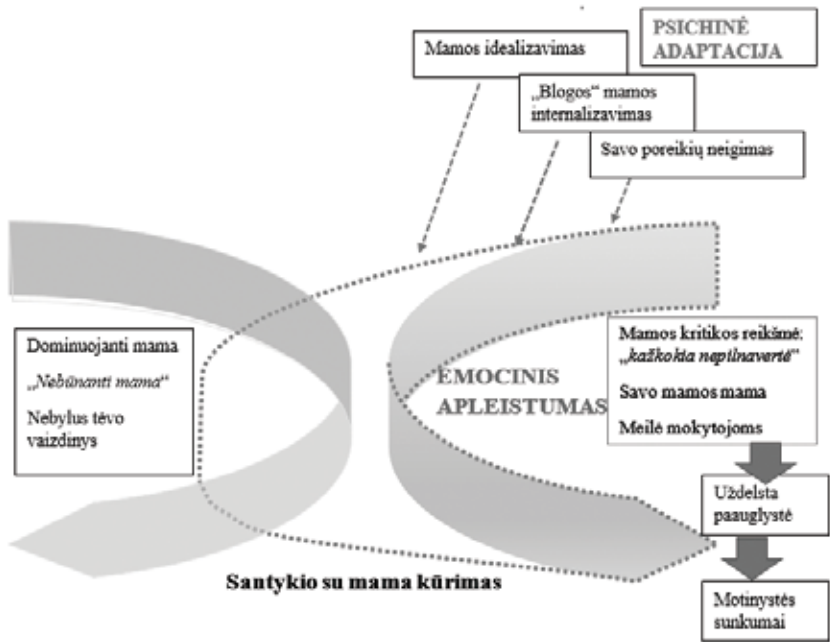 PSICHINĖ
ADAPTACIJA
Mamos idealizavimas
„Blogos“ mamos
internalizavimas
Savo poreikių neigimas
Dominuojanti mama
„Nebūnanti mama“
Nebylus tėvo
vaizdinys
EMOCINIS
APLEISTUMAS
Mamos kritikos reikšmė:
„kažkokia nepilnavertė“
Savo mamos mama
Meilė mokytojoms
Uždelsta
paauglystė
Motinystės
sunkumai
Santykio su mama kūrimas